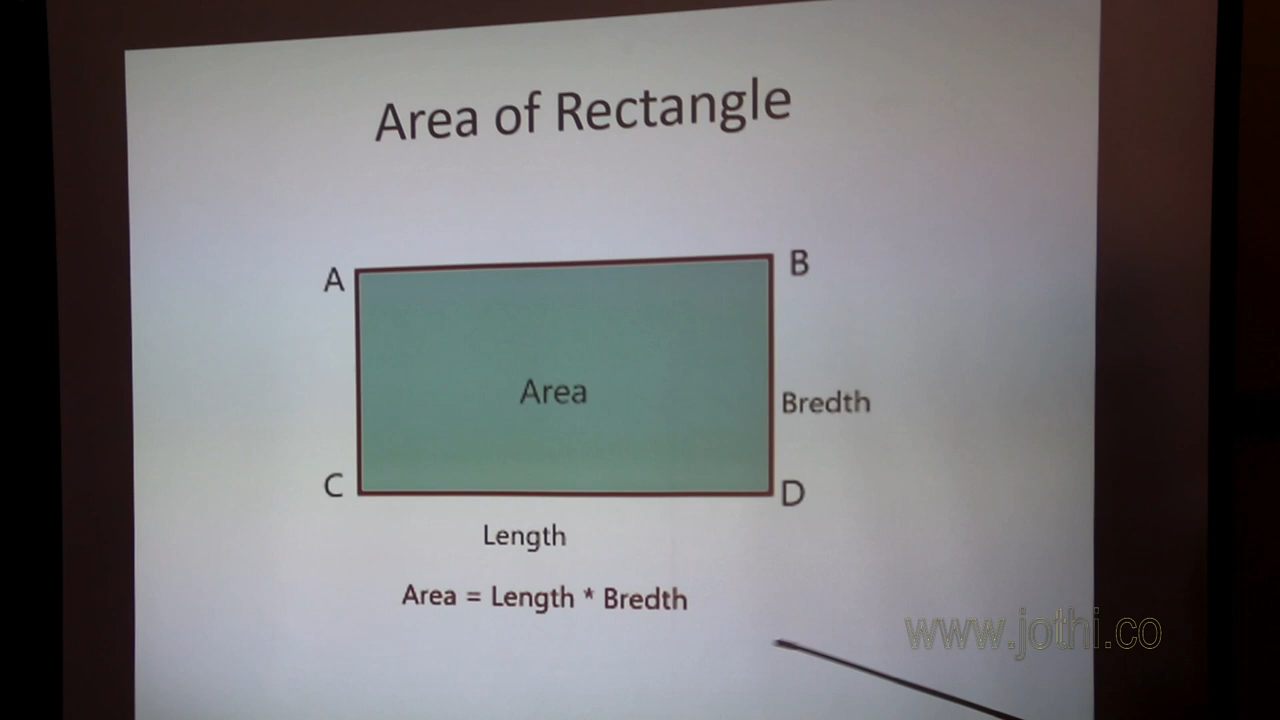 Area of Rectangle
A
B
Area
Bredth
C
D
Length
Area = Length * Bredth
www.jothi.co